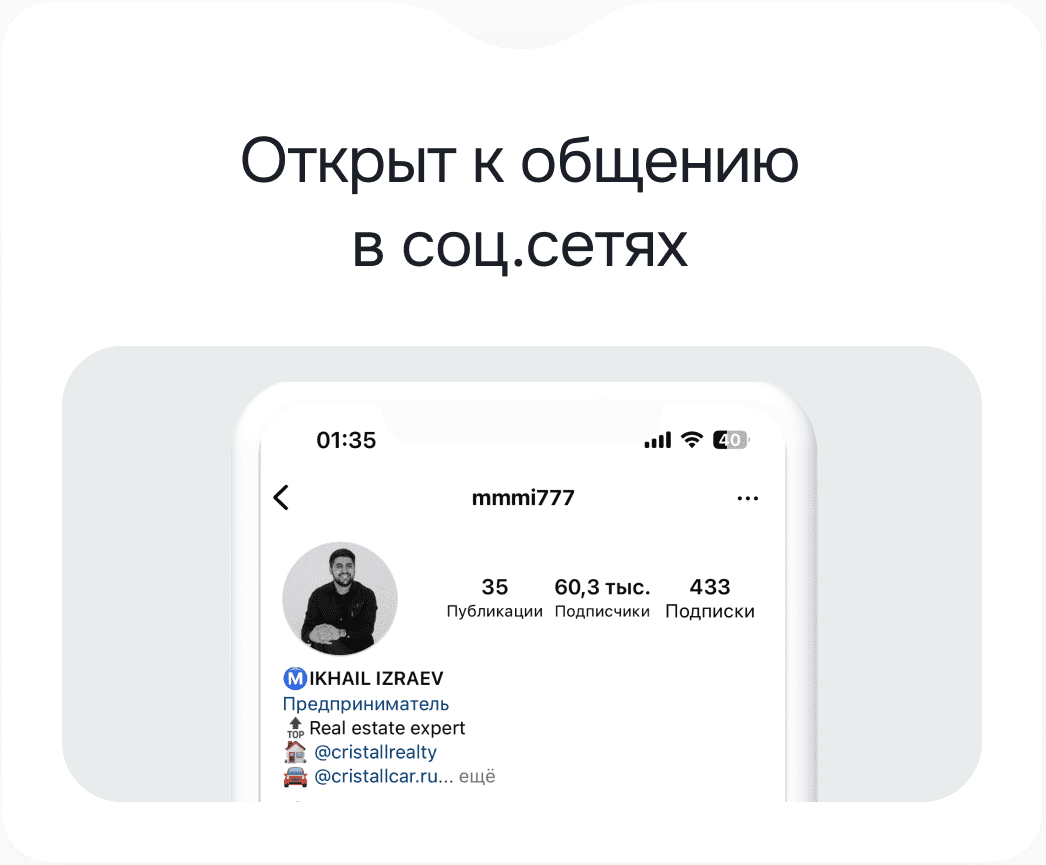 Открыт к общению
в соц.сетях
01:35 40
mmmi777
35 60,3 тыс. 433
Публикации Подписчики Подписки
Ⓜ️IKHAIL IZRAEV
Предприниматель
🔝Real estate expert
🏠 @cristallrealty
🚘 @cristallcar.ru... ещё